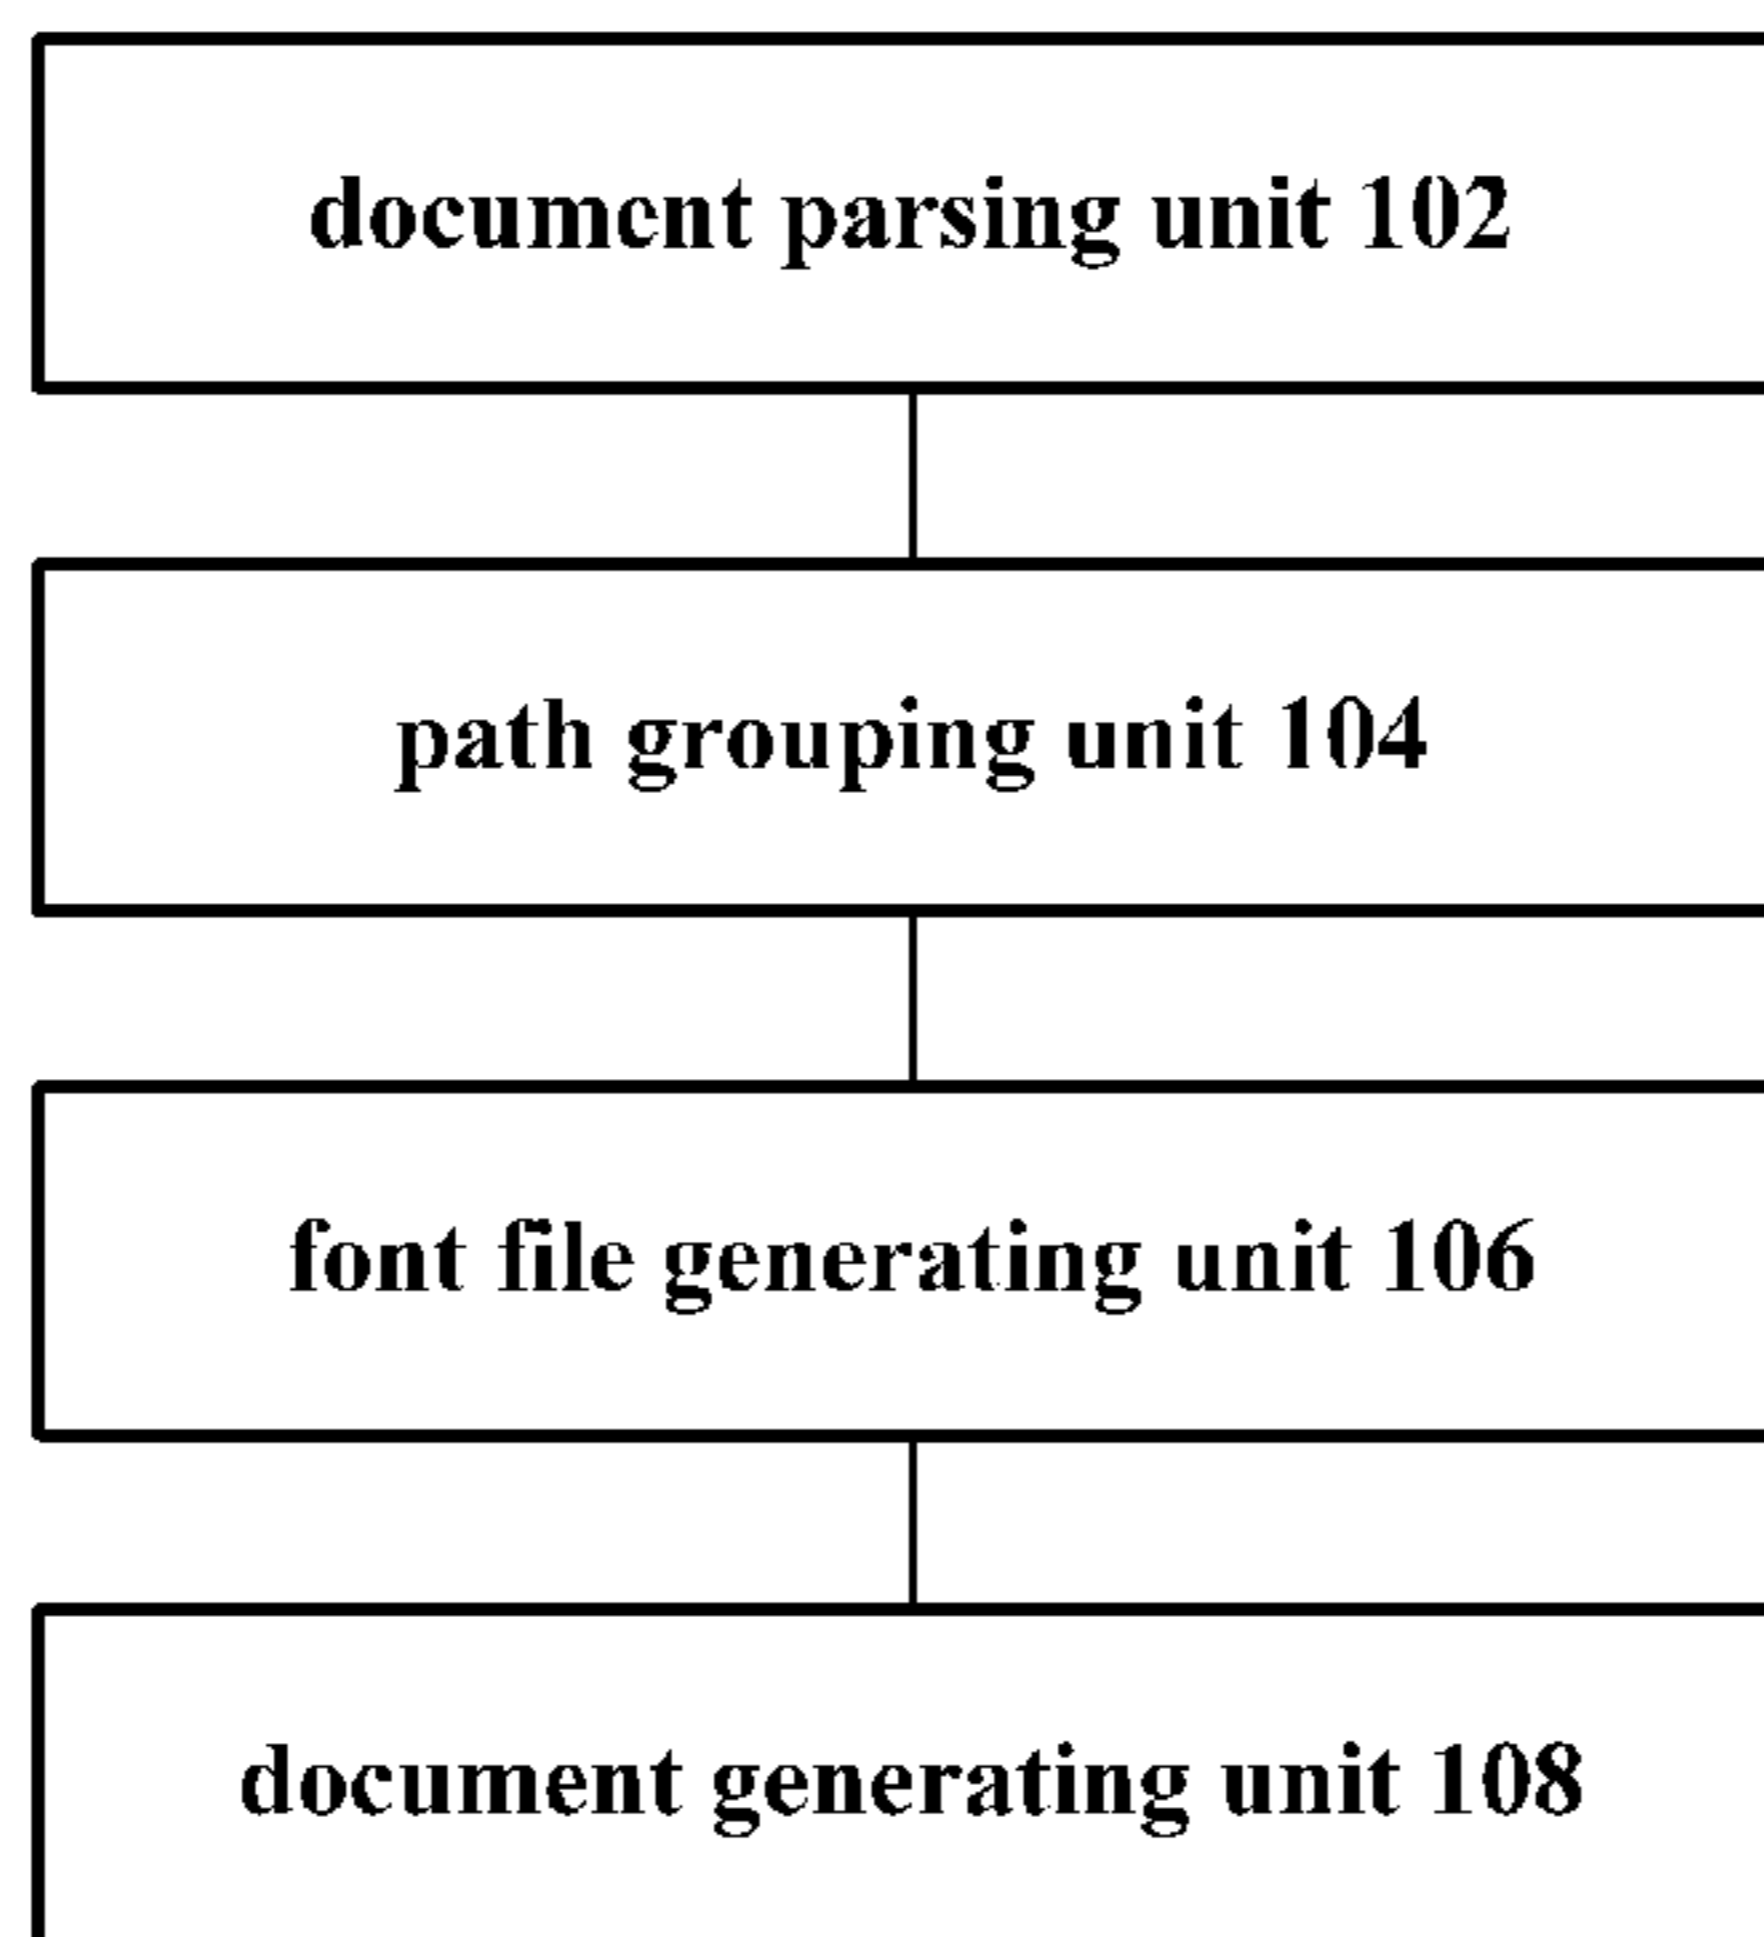 document parsing unit 102
path grouping unit 104
font file generating unit 106
document generating unit 108